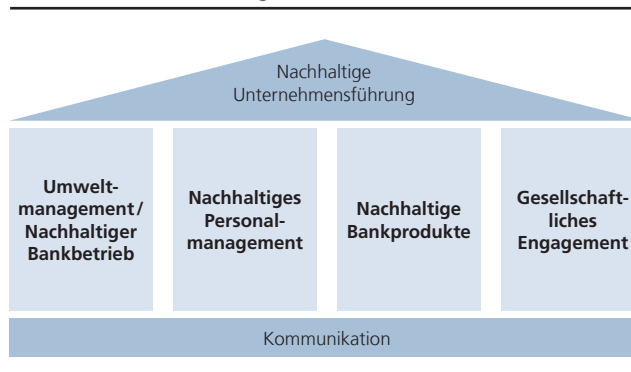 Nachhaltige
Unternehmensführung
Umwelt-
management/
Nachhaltiger
Bankbetrieb
Nachhaltiges
Personal-
management
Nachhaltige
Bankprodukte
Gesellschaft-
liches
Engagement
Kommunikation